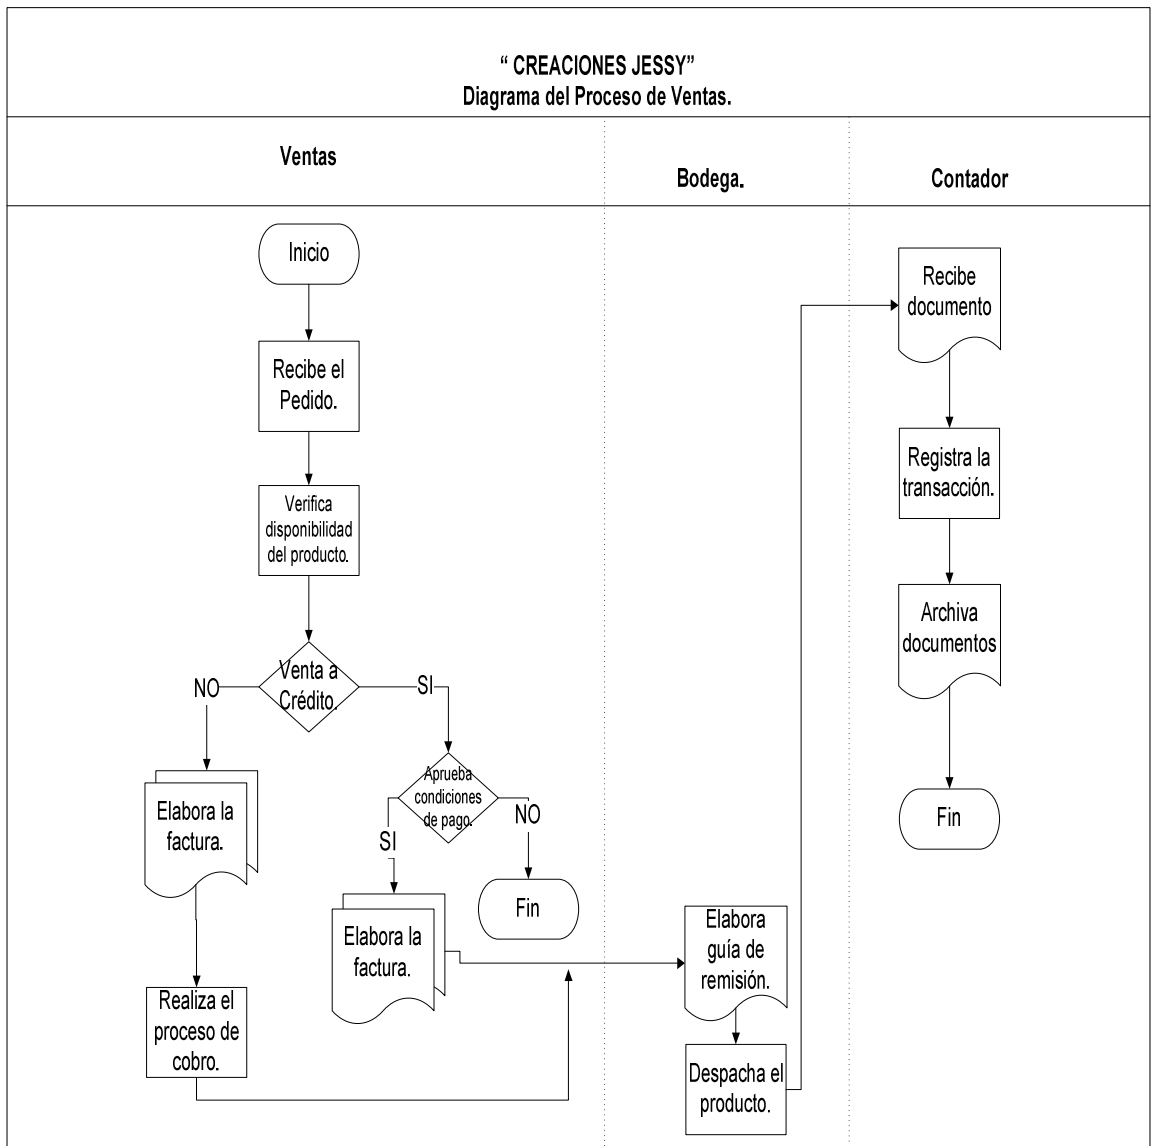 “ CREACIONES JESSY”
Diagrama del Proceso de Ventas.
Ventas
Bodega.
Contador
Inicio
Recibe el
Pedido.
Verifica
disponibilidad
del producto.
Venta a
Crédito.
NO
SI
Aprueba
condiciones
de pago.
SI
NO
Elabora la
factura.
Fin
Elabora la
factura.
Realiza el
proceso de
cobro.
Elabora
guía de
remisión.
Despacha el
producto.
Recibe
documento
Registra la
transacción.
Archiva
documentos
Fin